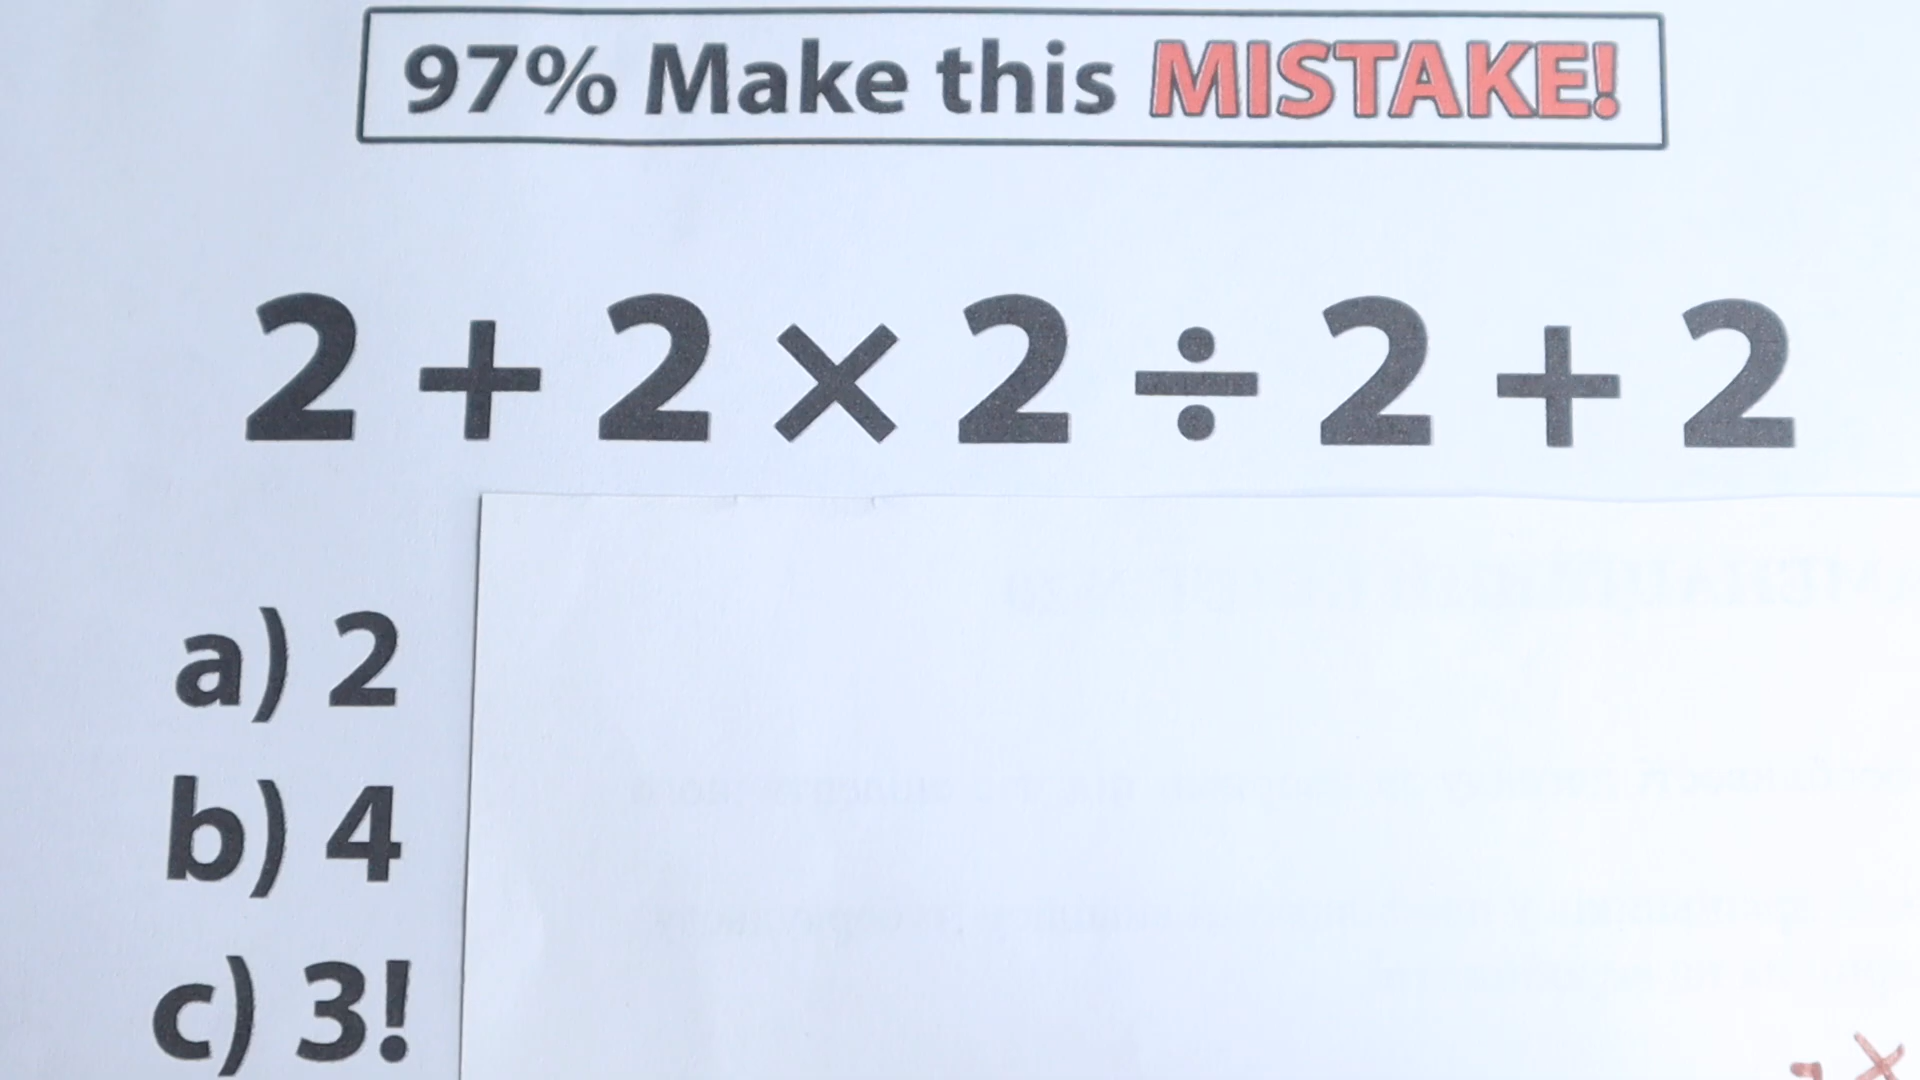 97% Make this MISTAKE!
2 + 2 × 2 ÷ 2 + 2
a) 2
b) 4
c) 3!